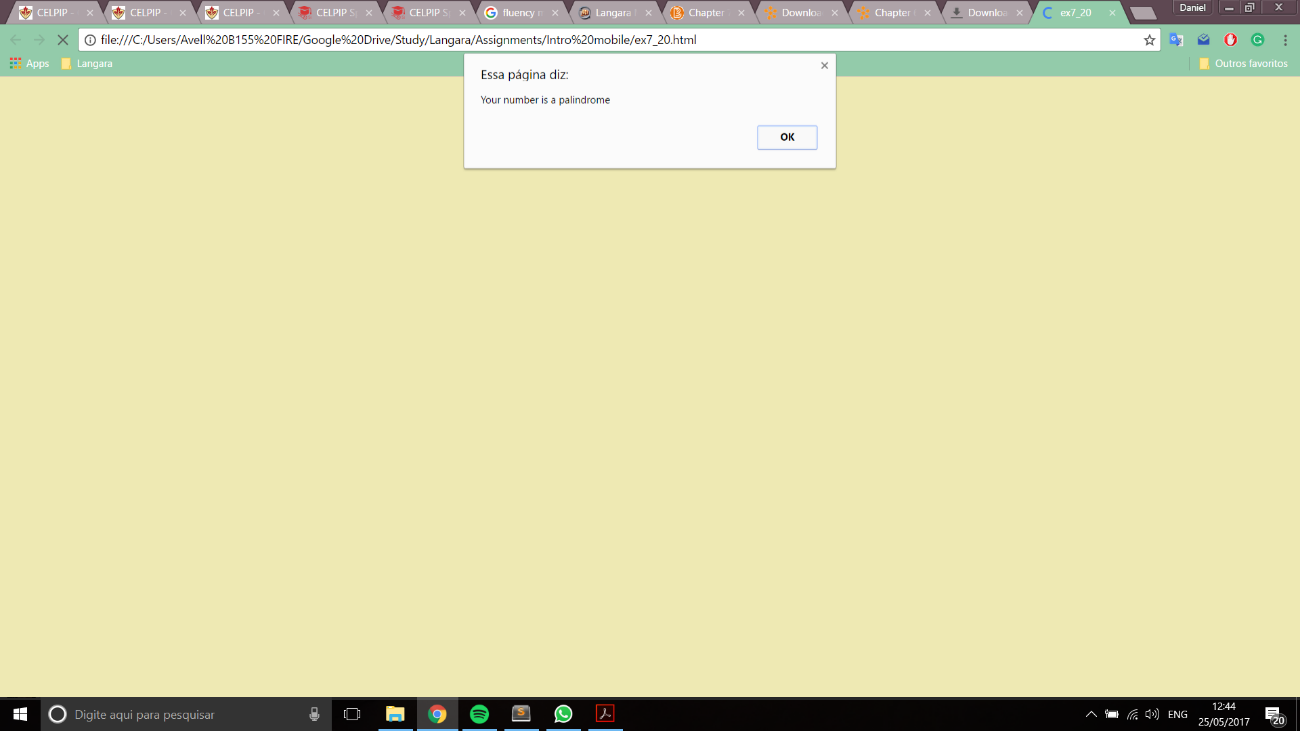 CELPIP -
CELPIP -
CELPIP -
CELPIP S
CELPIP S
fluency
Langara
Chapter
Downloa
Chapter
Downloa
ex7_20
Daniel
file:///C:/Users/Avell%20B155%20FIRE/Google%20Drive/Study/Langara/Assignments/Intro%20mobile/ex7_20.html
Apps
Langara
Outros favoritos
Essa página diz:
Your number is a palindrome
OK
Digite aqui para pesquisar
ENG
12:44
25/05/2017
20